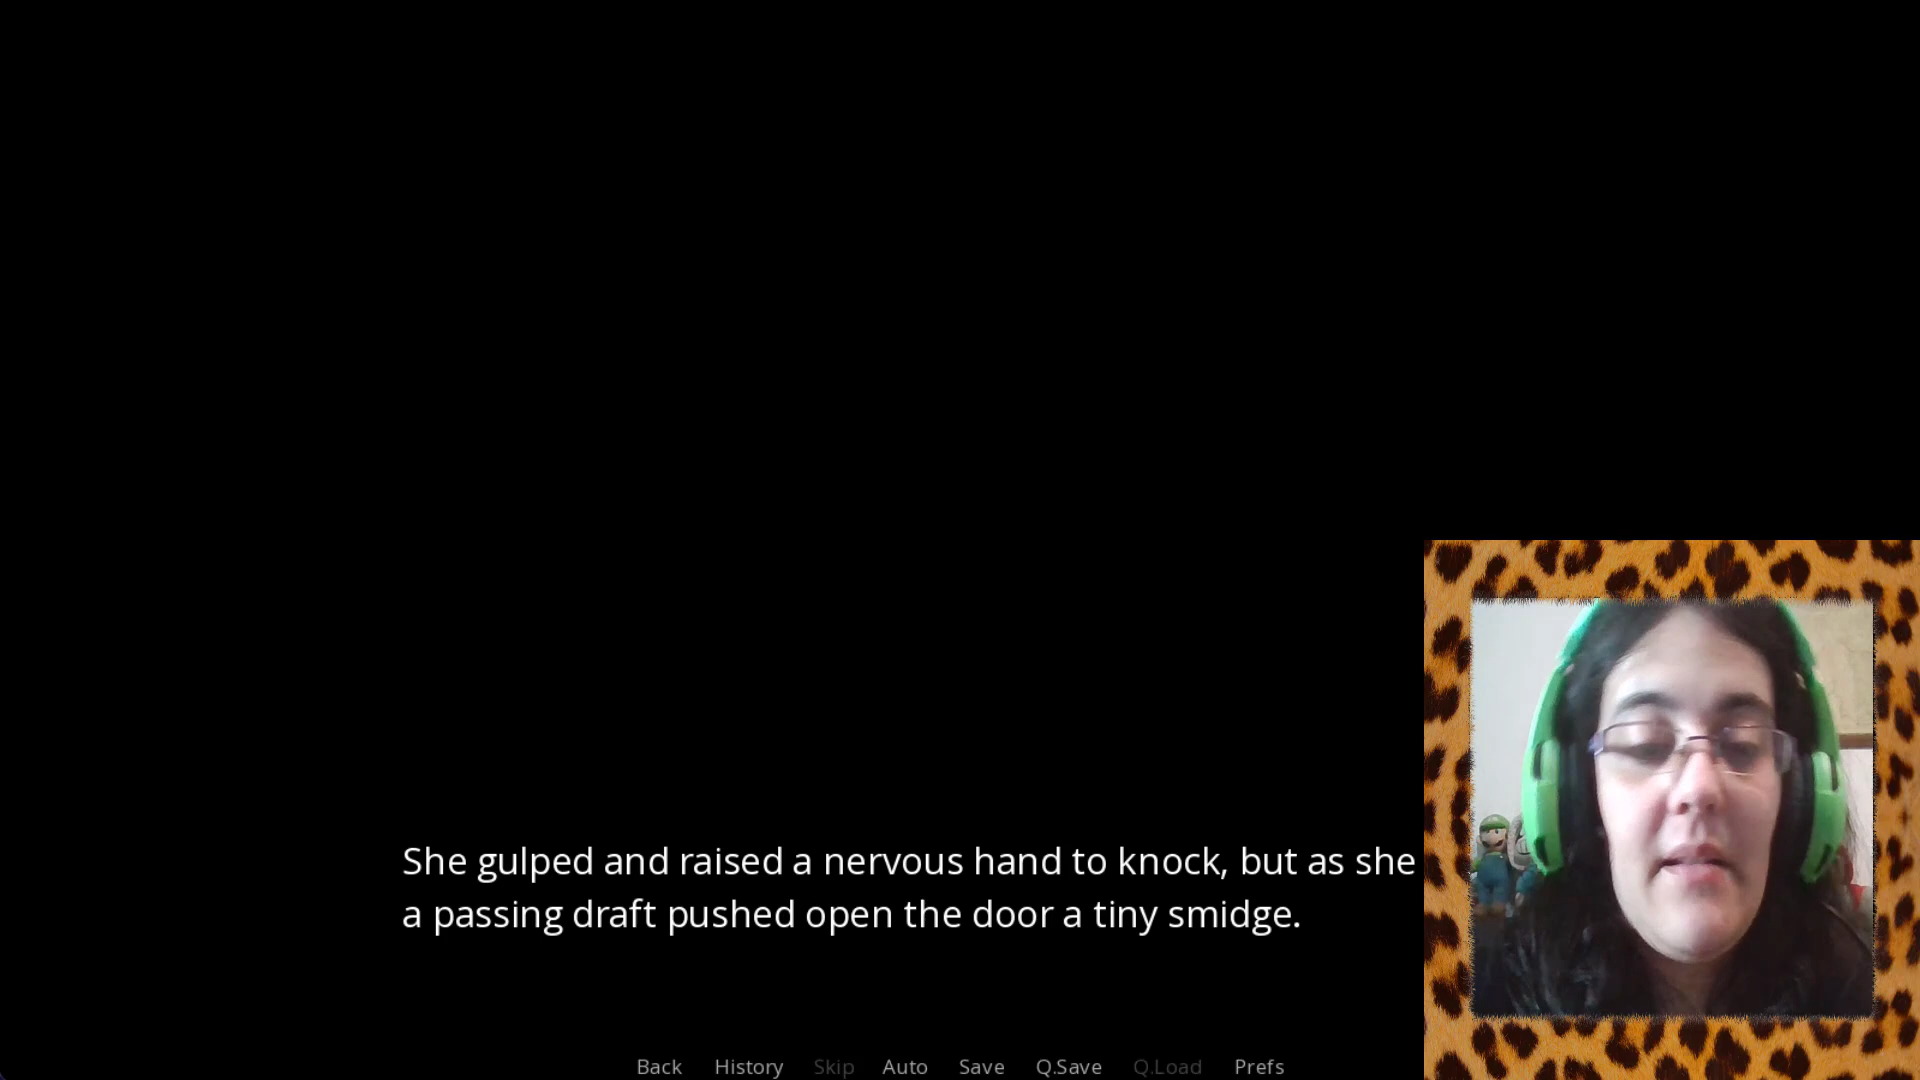 She gulped and raised a nervous hand to knock, but as she
a passing draft pushed open the door a tiny smidge.
Back History Skip Auto Save Q.Save Q.Load Prefs